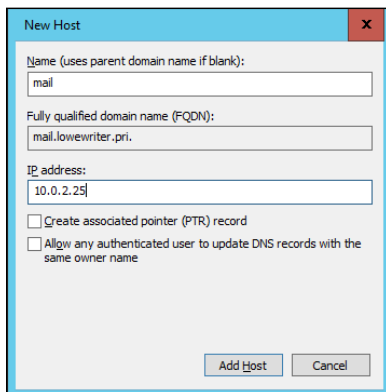 New Host
x
Name (uses parent domain name if blank):
mail
Fully qualified domain name (FQDN):
mail.lowewriter.pri.
IP address:
10.0.2.25
Create associated pointer (PTR) record
Allow any authenticated user to update DNS records with the
same owner name
Add Host Cancel